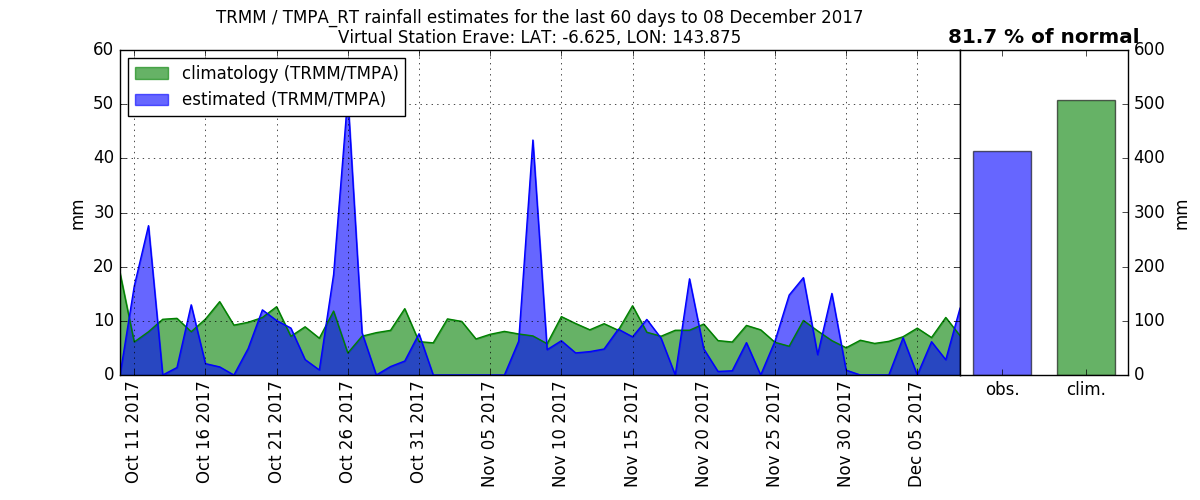 TRMM / TMPA_RT rainfall estimates for the last 60 days to 08 December 2017
Virtual Station Erave: LAT: -6.625, LON: 143.875
81.7 % of normal
climatology (TRMM/TMPA)
estimated (TRMM/TMPA)
60
50
40
30
20
10
0
mm
Oct 11 2017
Oct 16 2017
Oct 21 2017
Oct 26 2017
Oct 31 2017
Nov 05 2017
Nov 10 2017
Nov 15 2017
Nov 20 2017
Nov 25 2017
Nov 30 2017
Dec 05 2017
600
500
400
300
200
100
0
mm
obs.
clim.